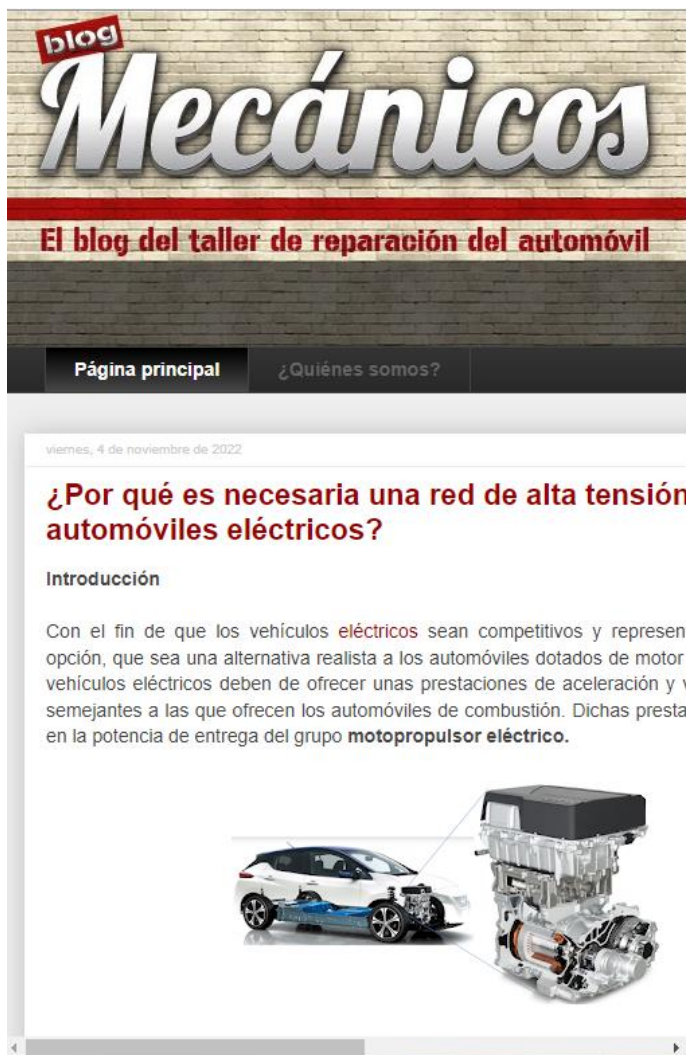 blog
Mecánicos
El blog del taller de reparación del automóvil
Página principal
¿Quiénes somos?
viernes, 4 de noviembre de 2022
¿Por qué es necesaria una red de alta tensión
automóviles eléctricos?
Introducción
Con el fin de que los vehículos eléctricos sean competitivos y represen
opción, que sea una alternativa realista a los automóviles dotados de motor
vehículos eléctricos deben de ofrecer unas prestaciones de aceleración y v
semejantes a las que ofrecen los automóviles de combustión. Dichas presta
en la potencia de entrega del grupo motopropulsor eléctrico.